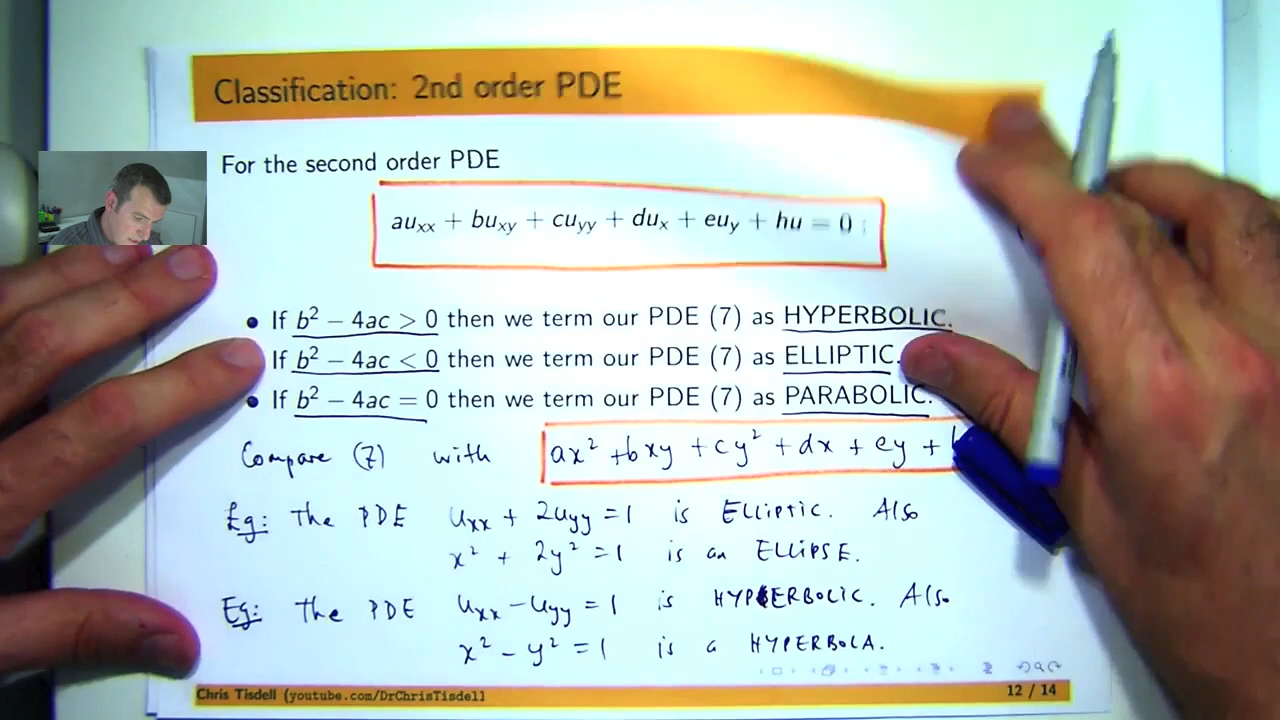 Classification: 2nd order PDE
For the second order PDE
au_xx + bu_xy + cu_yy + du_x + eu_y + hu = 0
• If b² − 4ac > 0 then we term our PDE (7) as HYPERBOLIC.
If b² − 4ac < 0 then we term our PDE (7) as ELLIPTIC.
• If b² − 4ac = 0 then we term our PDE (7) as PARABOLIC.
Compare (7) with ax² + bxy + cy² + dx + ey +
Eg: The PDE u_xx + 2u_yy = 1 is ELLIPTIC. Also
x² + 2y² = 1 is an ELLIPSE.
Eg: The PDE u_xx − u_yy = 1 is HYPERBOLIC. Also
x² − y² = 1 is a HYPERBOLA.
Chris Tisdell (youtube.com/DrChrisTisdell
12 / 14